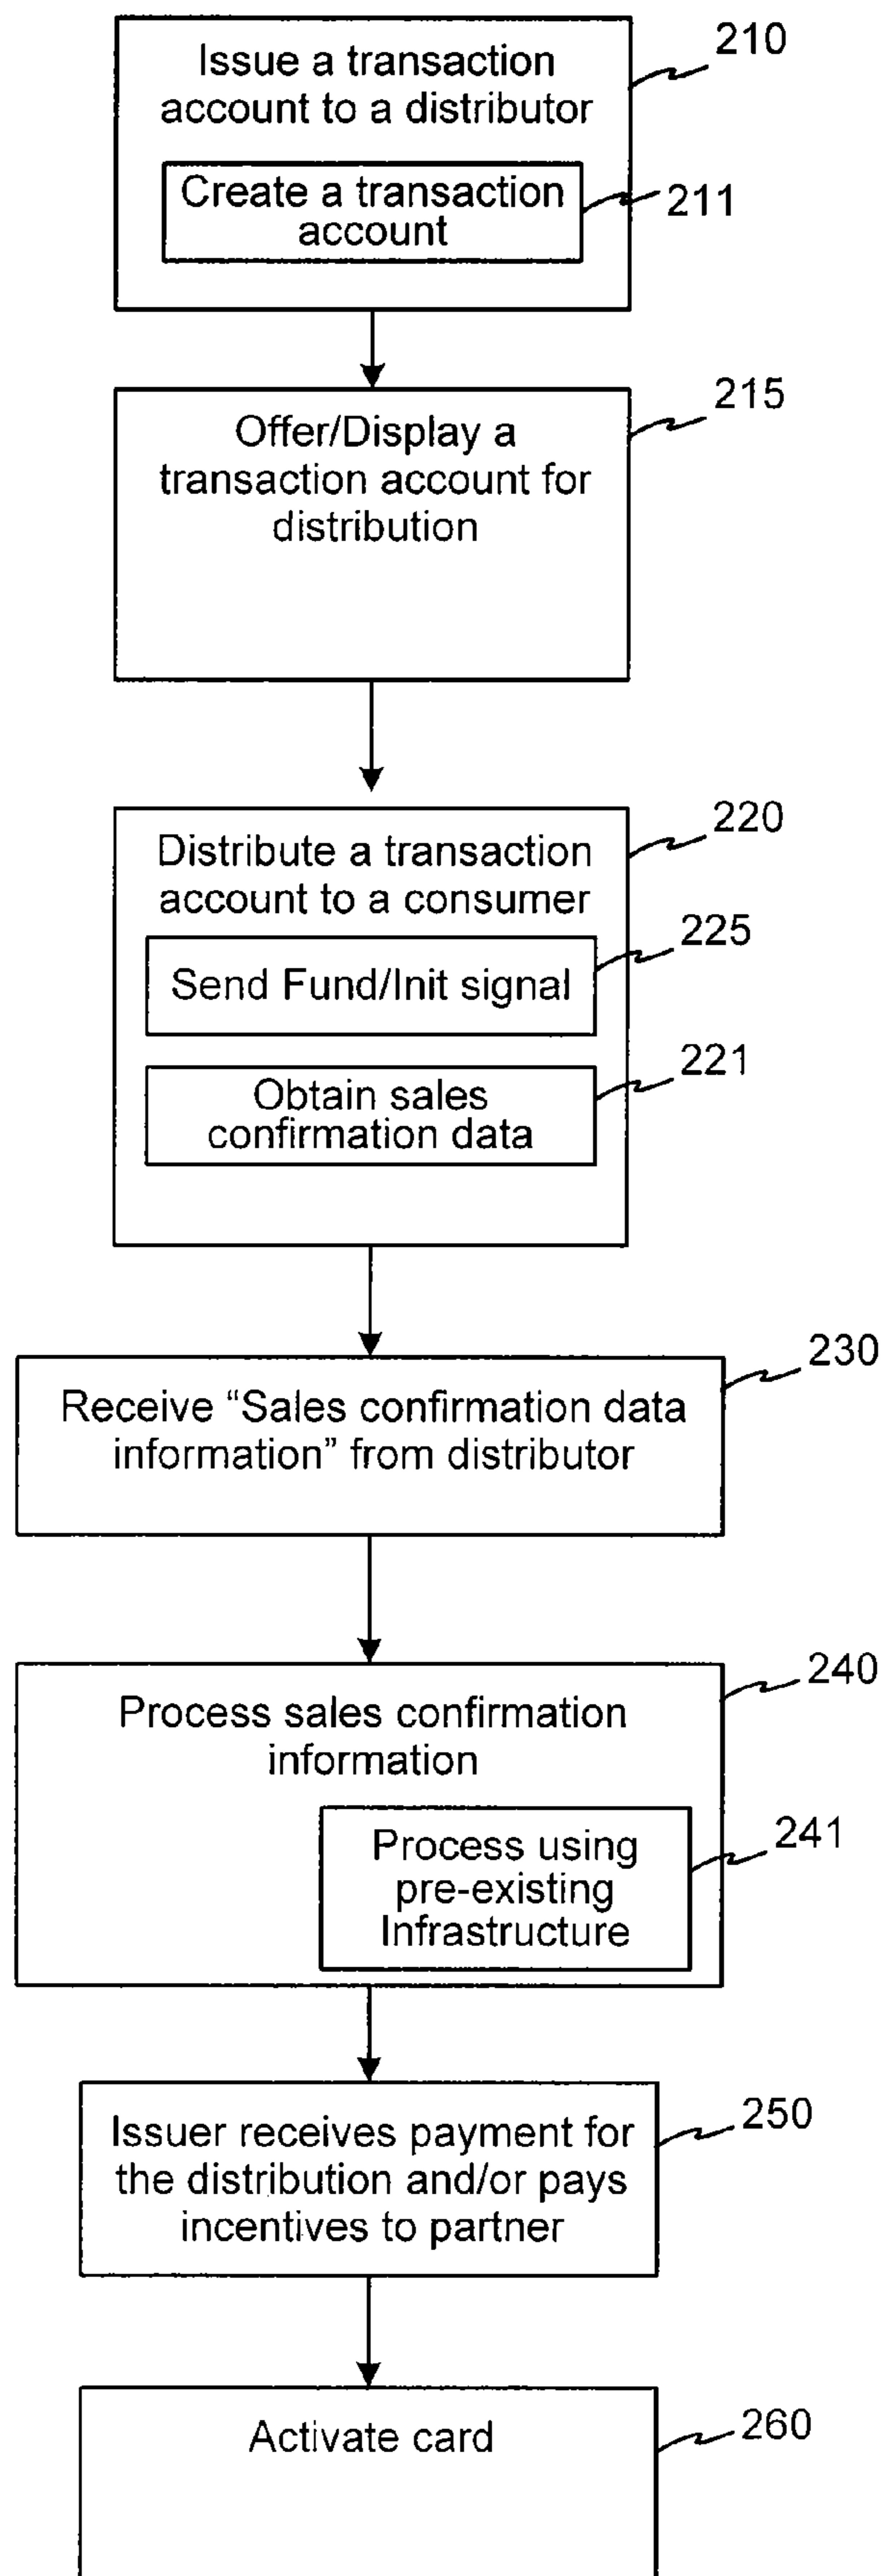 210
Issue a transaction
account to a distributor
Create a transaction
account
211
215
Offer/Display a
transaction account for
distribution
220
Distribute a transaction
account to a consumer
225
Send Fund/Init signal
221
Obtain sales
confirmation data
230
Receive “Sales confirmation data
information” from distributor
240
Process sales confirmation
information
241
Process using
pre-existing
Infrastructure
250
Issuer receives payment for
the distribution and/or pays
incentives to partner
260
Activate card